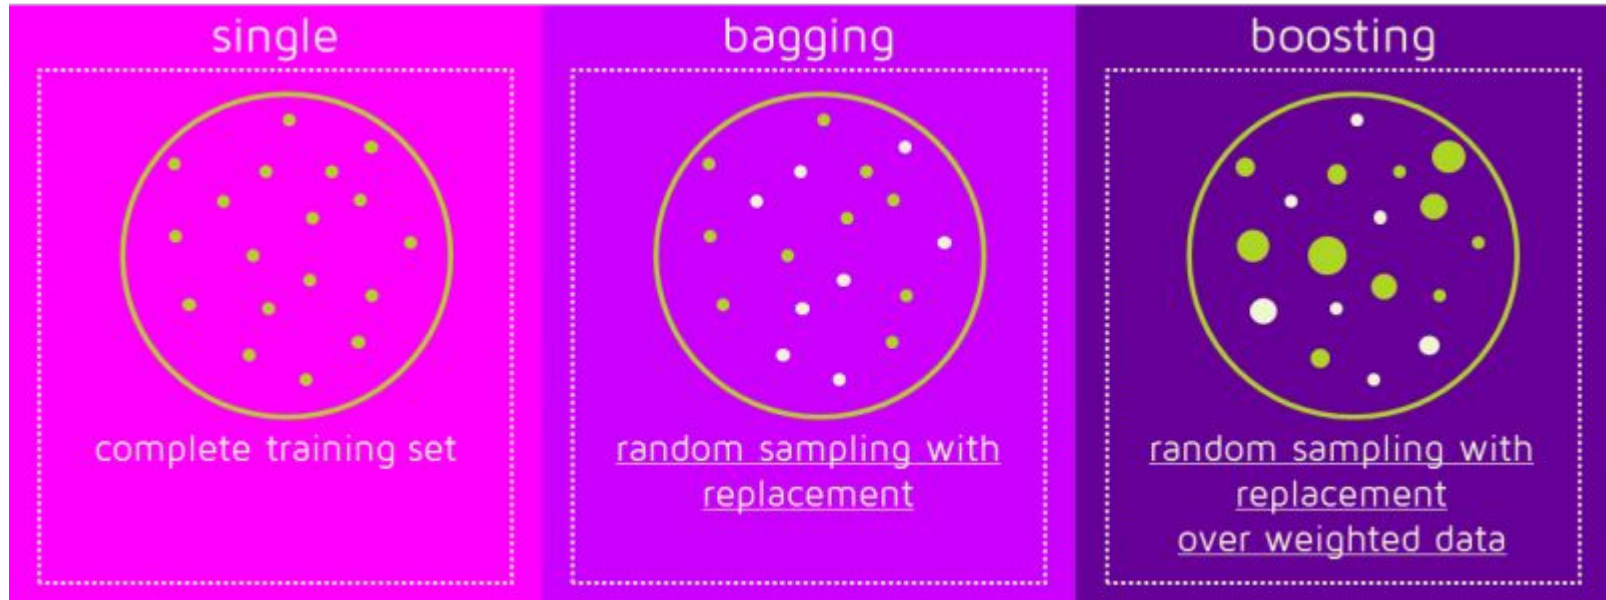 single
complete training set
bagging
random sampling with
replacement
boosting
random sampling with
replacement
over weighted data